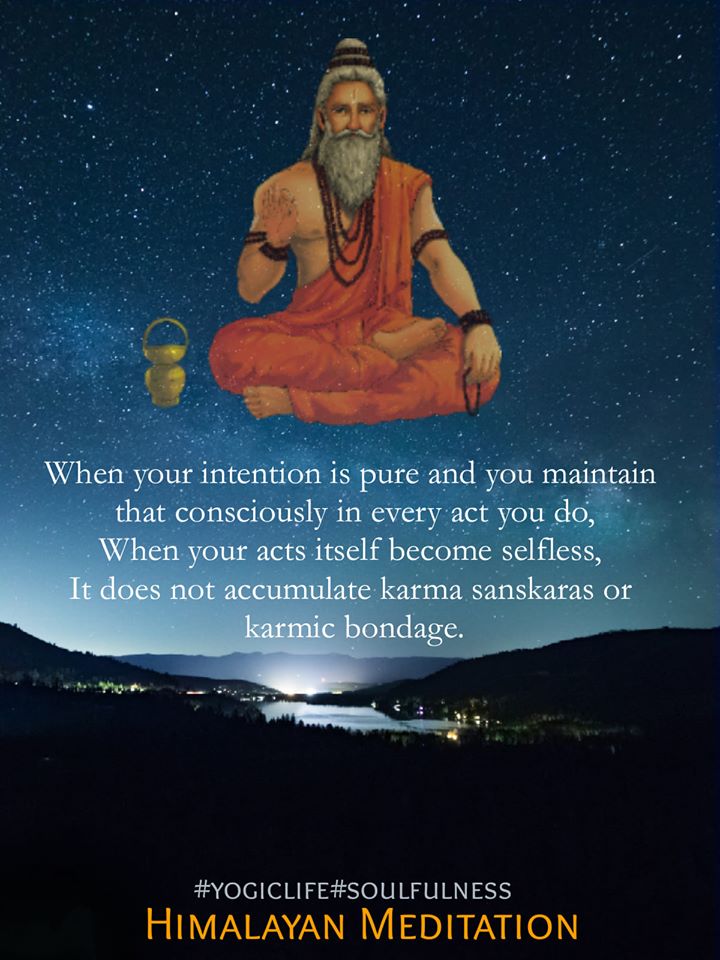 When your intention is pure and you maintain
that consciously in every act you do,
When your acts itself become selfless,
It does not accumulate karma sanskaras or
karmic bondage.
#YOGICLIFE#SOULFULNESS
HIMALAYAN MEDITATION